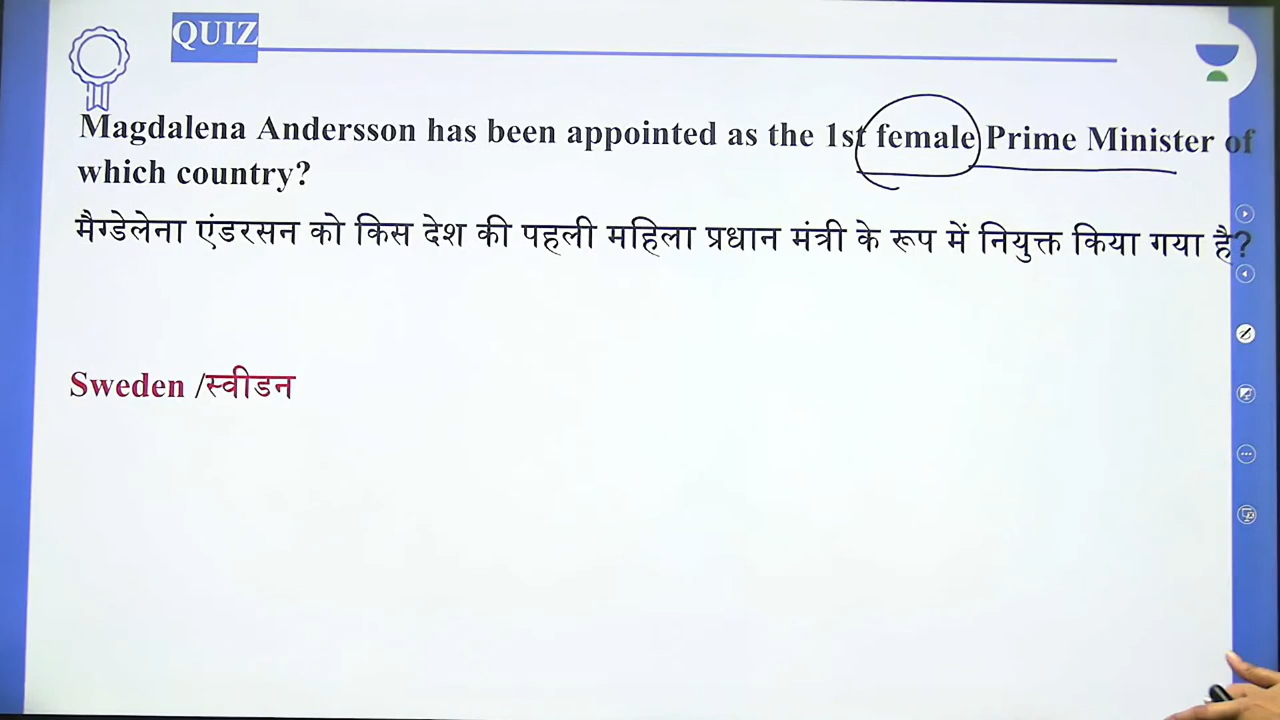 QUIZ
Magdalena Andersson has been appointed as the 1st female Prime Minister of
which country?
मैग्डेलेना एंडरसन को किस देश की पहली महिला प्रधान मंत्री के रूप में नियुक्त किया गया है?
Sweden /स्वीडन